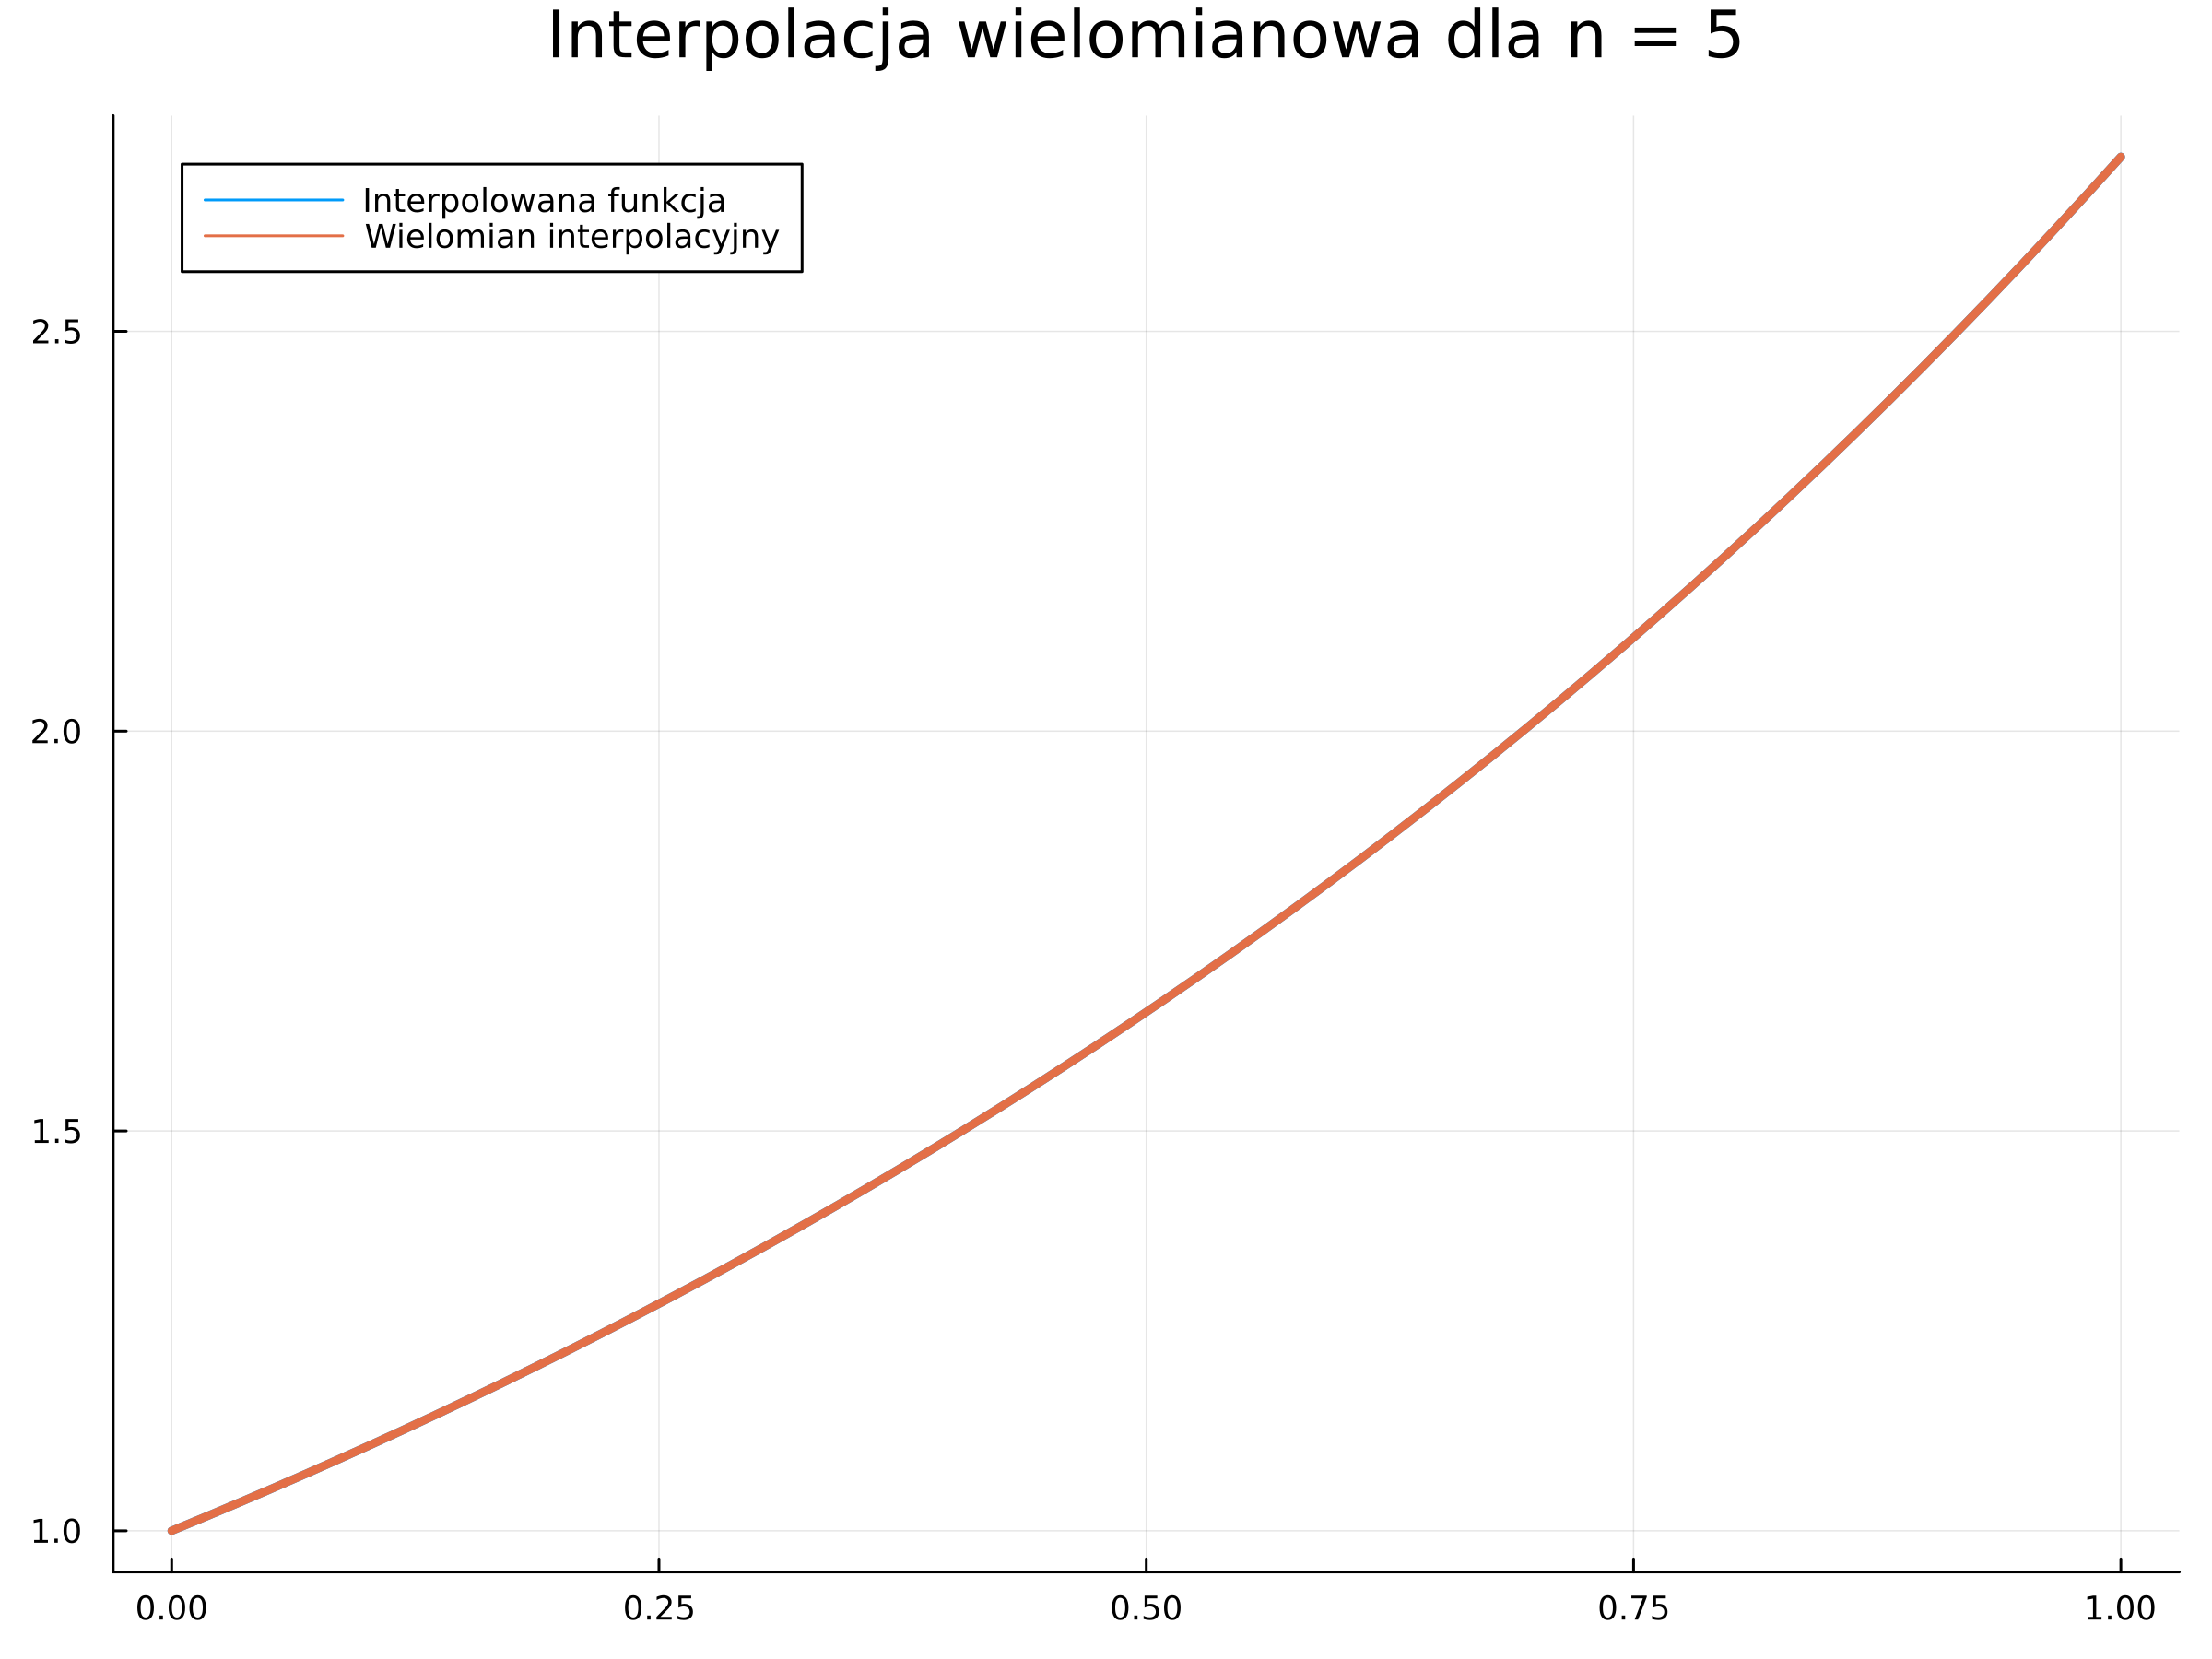 Interpolacja wielomianowa dla n = 5
Interpolowana funkcja
Wielomian interpolacyjny
2.5
2.0
1.5
1.0
0.00 0.25 0.50 0.75 1.00